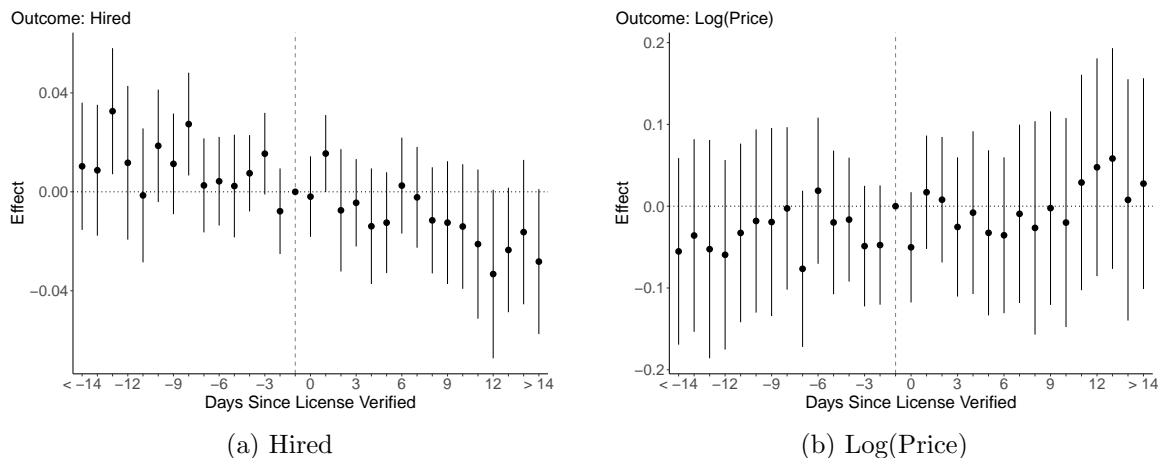 Outcome: Hired
Effect
0.04
0.00
−0.04
< −14 −12 −9 −6 −3 0 3 6 9 12 > 14
Days Since License Verified
(a) Hired
Outcome: Log(Price)
Effect
0.2
0.1
0.0
−0.1
−0.2
< −14 −12 −9 −6 −3 0 3 6 9 12 > 14
Days Since License Verified
(b) Log(Price)